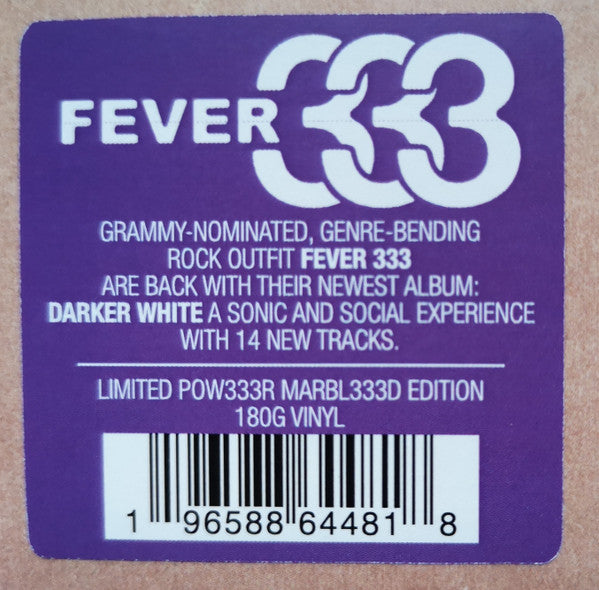 FEVER 333
GRAMMY-NOMINATED, GENRE-BENDING
ROCK OUTFIT FEVER 333
ARE BACK WITH THEIR NEWEST ALBUM:
DARKER WHITE A SONIC AND SOCIAL EXPERIENCE
WITH 14 NEW TRACKS.
LIMITED POW333R MARBL333D EDITION
180G VINYL
1 96588 64481 8